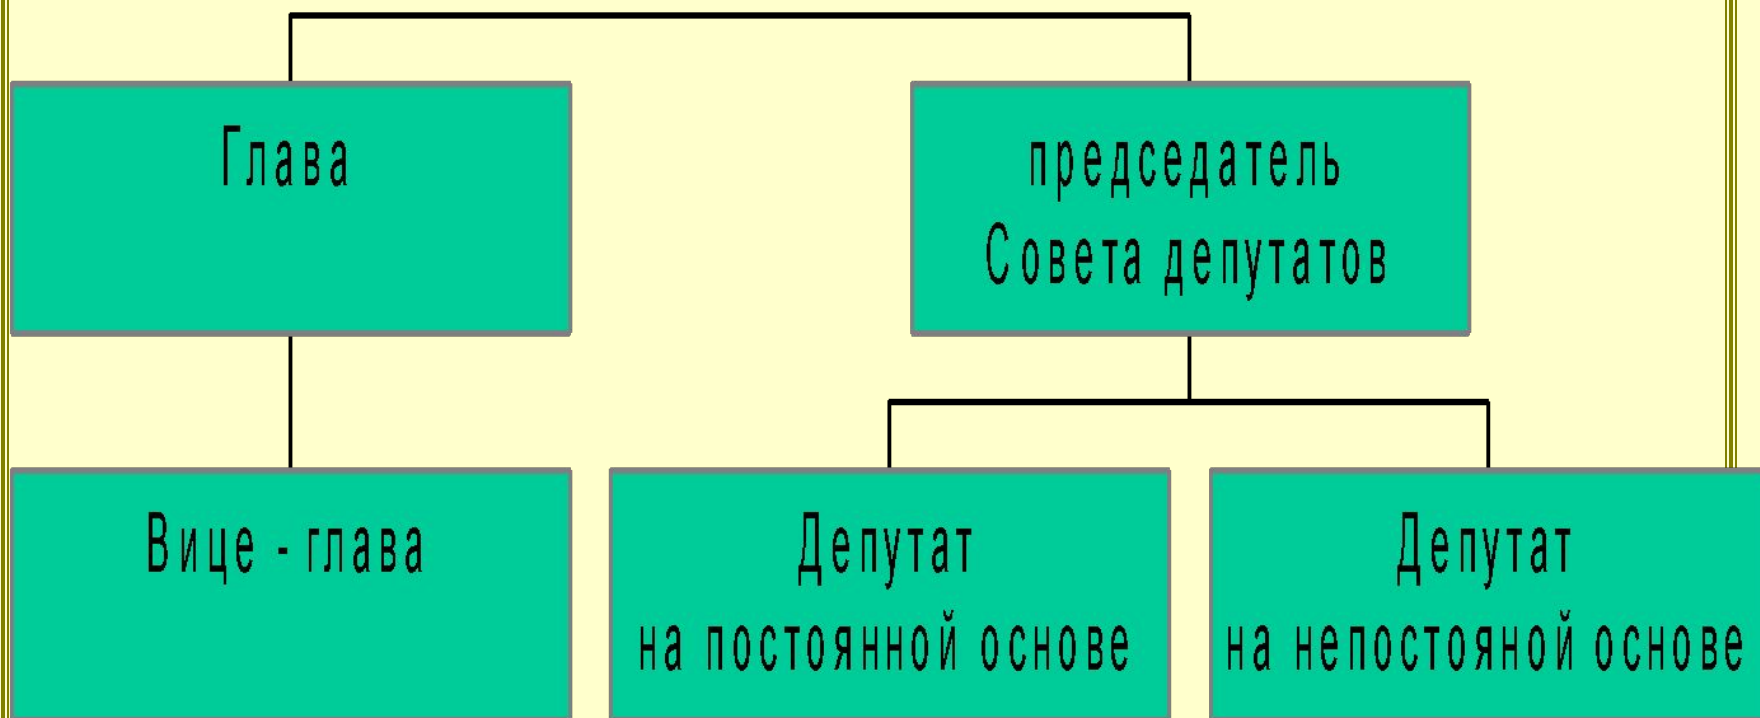 Глава
председатель
Совета депутатов
Вице - глава
Депутат
на постоянной основе
Депутат
на непостояной основе